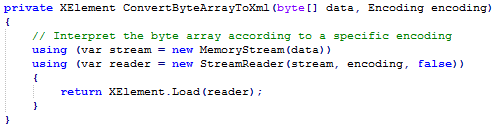 private XElement ConvertByteArrayToXml(byte[] data, Encoding encoding)
{
    // Interpret the byte array according to a specific encoding
    using (var stream = new MemoryStream(data))
    using (var reader = new StreamReader(stream, encoding, false))
    {
        return XElement.Load(reader);
    }
}